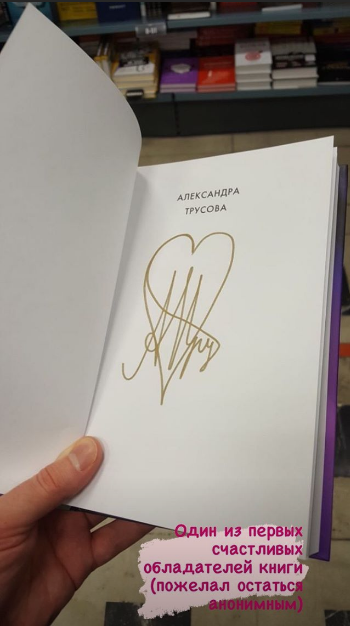 АЛЕКСАНДРА
ТРУСОВА
Один из первых
счастливых
обладателей книги
(пожелал остаться
анонимным)